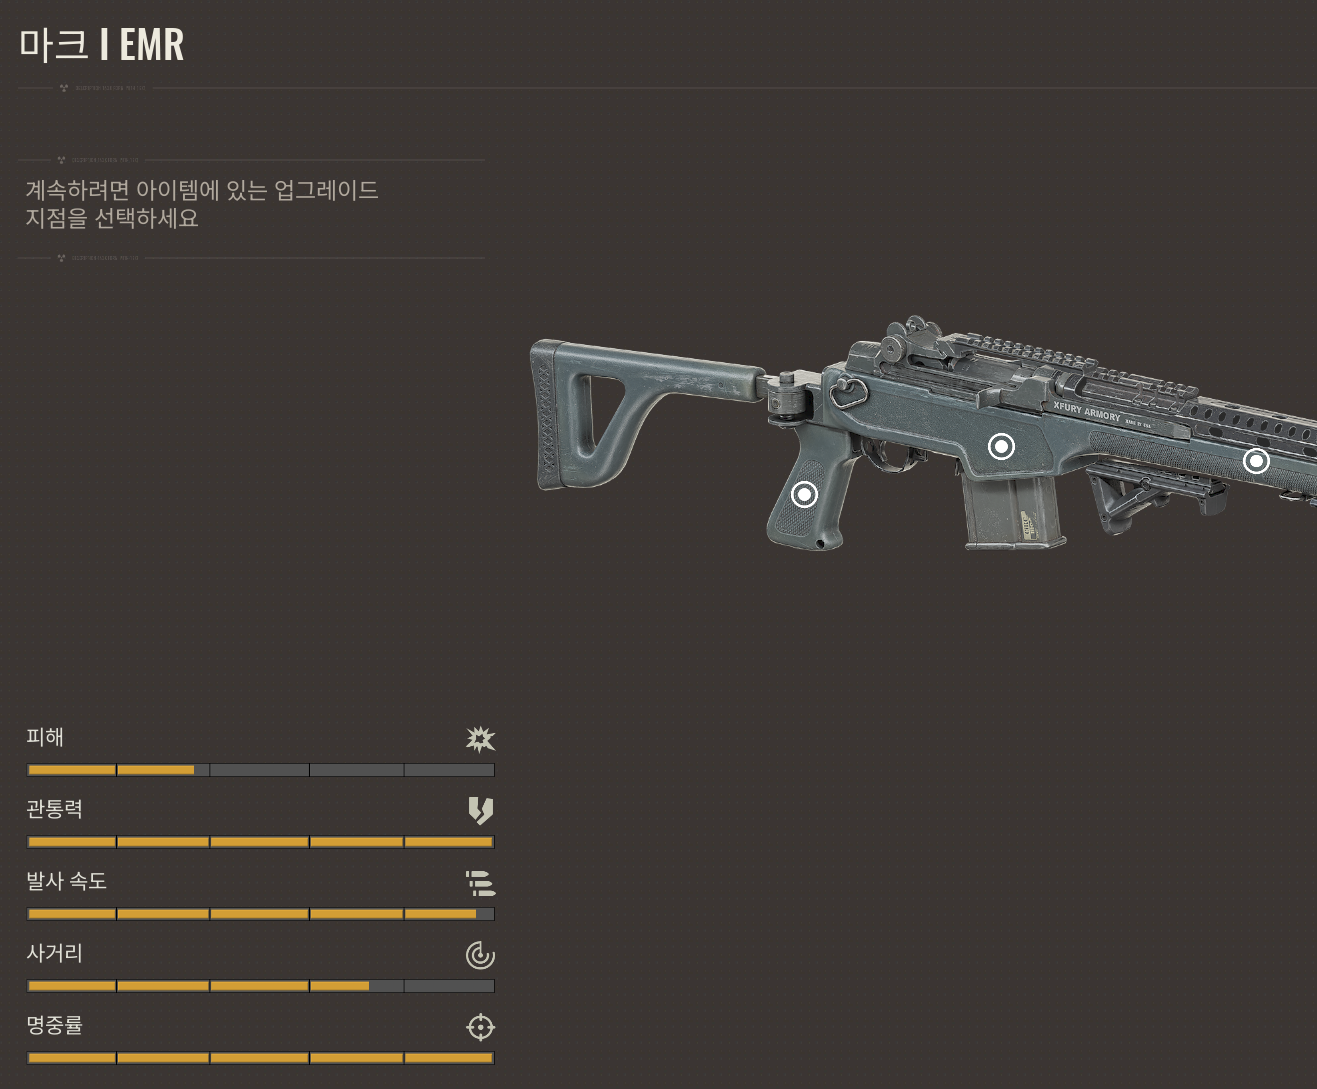 마크 I EMR
계속하려면 아이템에 있는 업그레이드
지점을 선택하세요
XFURY ARMORY
피해
관통력
발사 속도
사거리
명중률